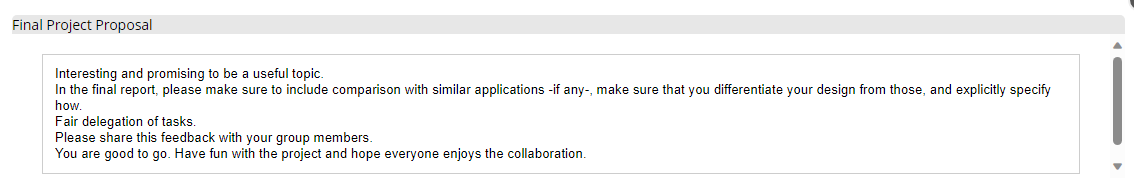 Final Project Proposal
Interesting and promising to be a useful topic.
In the final report, please make sure to include comparison with similar applications -if any-, make sure that you differentiate your design from those, and explicitly specify
how.
Fair delegation of tasks.
Please share this feedback with your group members.
You are good to go. Have fun with the project and hope everyone enjoys the collaboration.